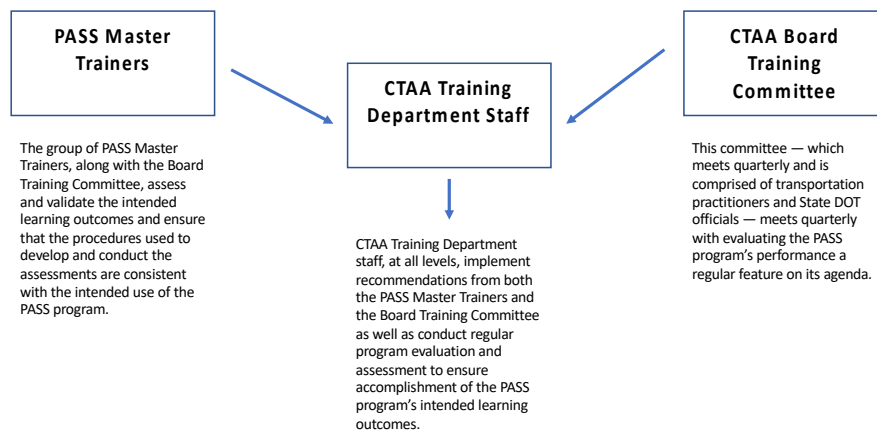 PASS Master
Trainers
CTAA Training
Department Staff
CTAA Board
Training
Committee
The group of PASS Master
Trainers, along with the Board
Training Committee, assess
and validate the intended
learning outcomes and ensure
that the procedures used to
develop and conduct the
assessments are consistent
with the intended use of the
PASS program.
CTAA Training Department
staff, at all levels, implement
recommendations from both
the PASS Master Trainers and
the Board Training Committee
as well as conduct regular
program evaluation and
assessment to ensure
accomplishment of the PASS
program's intended learning
outcomes.
This committee — which
meets quarterly and is
comprised of transportation
practitioners and State DOT
officials — meets quarterly
with evaluating the PASS
program's performance a
regular feature on its agenda.